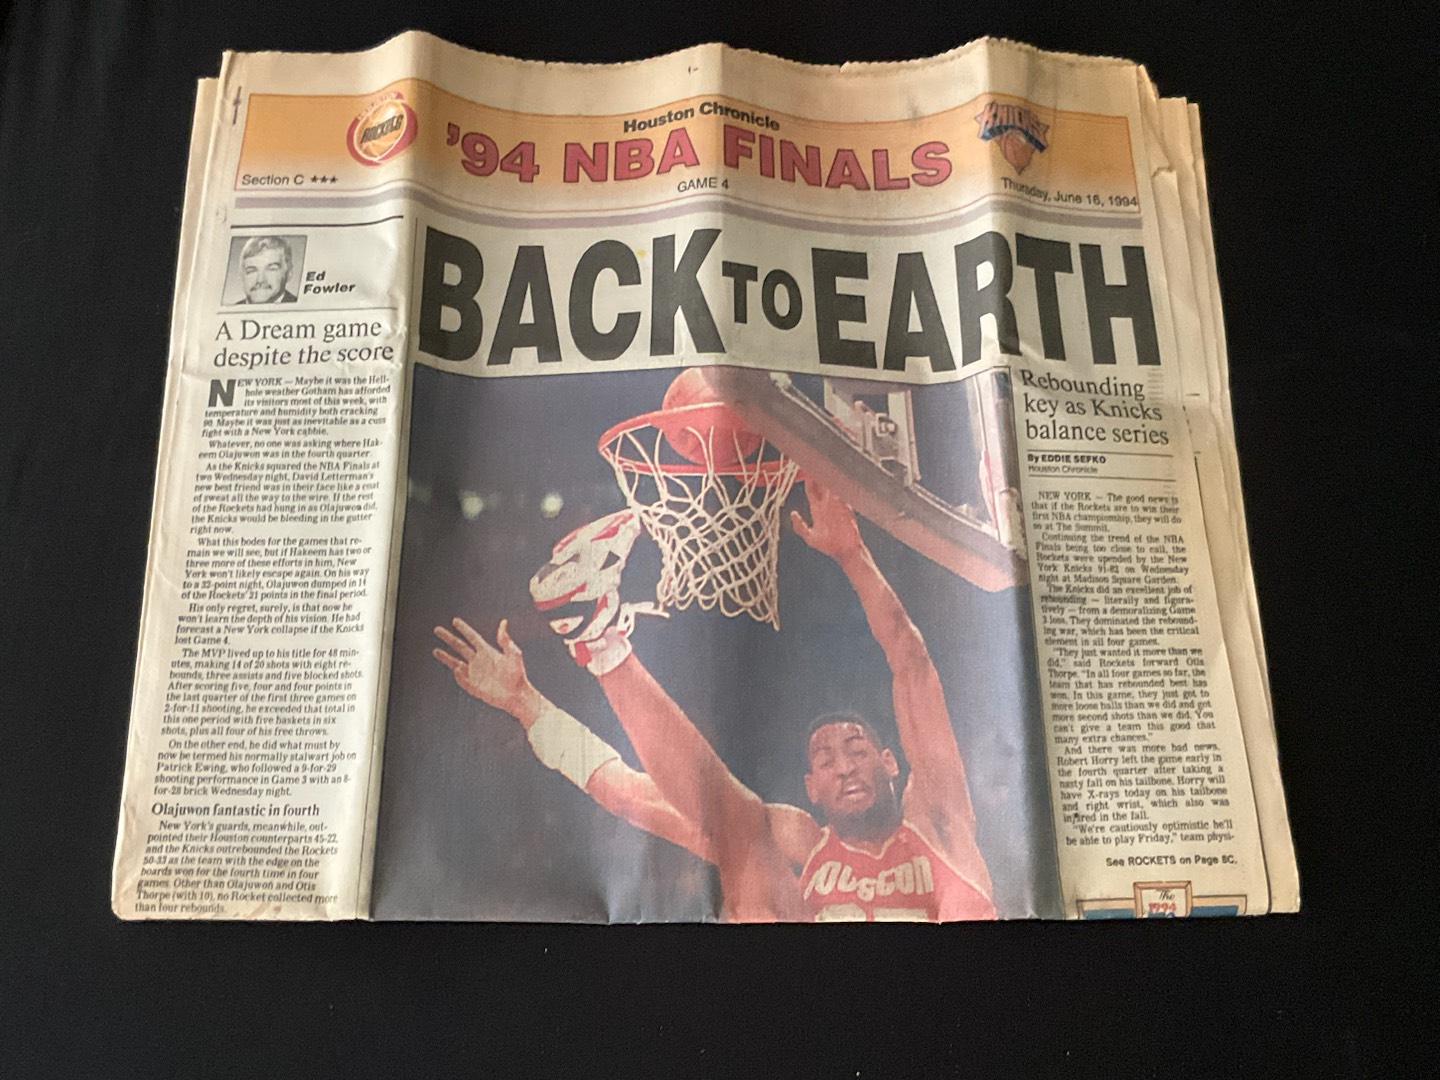 Houston Chronicle
'94 NBA FINALS
GAME 4
ROCKETS
KNICKS
Section C ★★★
Thursday, June 16, 1994
BACK TO EARTH
Ed
Fowler
A Dream game
despite the score
NEW YORK — Maybe it was the Hell-
hole weather Gotham has afforded
its visitors most of this week, with
temperature and humidity both cracking
90. Maybe it was just as inevitable as a cuss
fight with a New York cabbie.
Whatever, no one was asking where Hak-
eem Olajuwon was in the fourth quarter.
As the Knicks squared the NBA Finals at
two Wednesday night, David Letterman's
new best friend was in their face like a coat
of sweat all the way to the wire. If the rest
of the Rockets had hung in as Olajuwon did,
the Knicks would be bleeding in the gutter
right now.
What this bodes for the games that re-
main we will see, but if Hakeem has two or
three more of these efforts in him, New
York won't likely escape again. On his way
to a 32-point night, Olajuwon dumped in 14
of the Rockets' 21 points in the final period.
His only regret, surely, is that now he
won't learn the depth of his vision. He had
forecast a New York collapse if the Knicks
lost Game 4.
The MVP lived up to his title for 48 min-
utes, making 14 of 20 shots with eight re-
bounds, three assists and five blocked shots.
After scoring five, four and four points in
the last quarter of the first three games on
2-for-11 shooting, he exceeded that total in
this one period with five baskets in six
shots, plus all four of his free throws.
On the other end, he did what must by
now be termed his normally stalwart job on
Patrick Ewing, who followed a 9-for-29
shooting performance in Game 3 with an 8-
for-28 brick Wednesday night.
Olajuwon fantastic in fourth
New York's guards, meanwhile, out-
pointed their Houston counterparts 45-22,
and the Knicks outrebounded the Rockets
50-33 as the team with the edge on the
boards won for the fourth time in four
games. Other than Olajuwon and Otis
Thorpe (with 10), no Rocket collected more
than four rebounds.
HOUSTON
Rebounding
key as Knicks
balance series
By EDDIE SEFKO
Houston Chronicle
NEW YORK — The good news is
that if the Rockets are to win their
first NBA championship, they will do
so at The Summit.
Continuing the trend of the NBA
Finals being too close to call, the
Rockets were upended by the New
York Knicks 91-82 on Wednesday
night at Madison Square Garden.
The Knicks did an excellent job of
rebounding — literally and figura-
tively — from a demoralizing Game
3 loss. They dominated the rebound-
ing war, which has been the critical
element in all four games.
"They just wanted it more than we
did," said Rockets forward Otis
Thorpe. "In all four games so far, the
team that has rebounded best has
won. In this game, they just got to
more loose balls than we did and got
more second shots than we did. You
can't give a team this good that
many extra chances."
And there was more bad news.
Robert Horry left the game early in
the fourth quarter after taking a
nasty fall on his tailbone. Horry will
have X-rays today on his tailbone
and right wrist, which also was
injured in the fall.
"We're cautiously optimistic he'll
be able to play Friday," team physi-
See ROCKETS on Page 8C.
The
1994